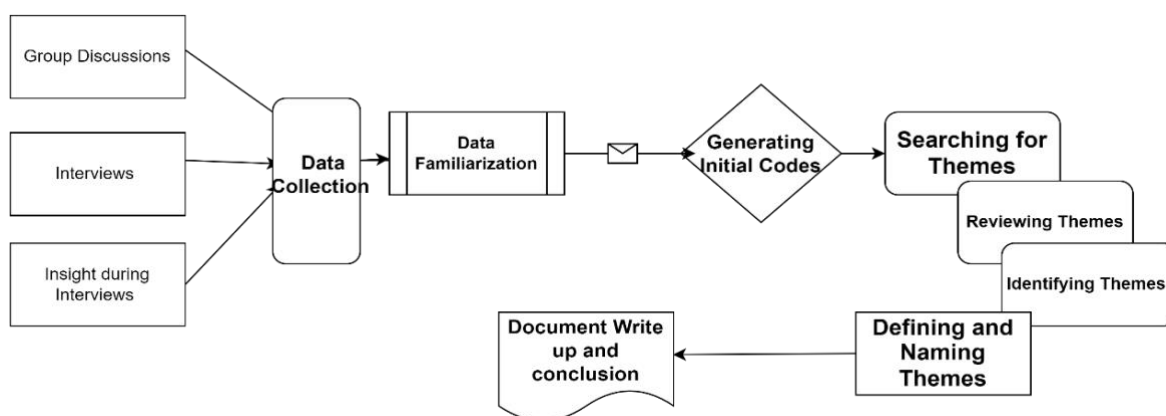 Group Discussions
Interviews
Insight during
Interviews
Data
Collection
Data
Familiarization
Generating
Initial Codes
Searching for
Themes
Reviewing Themes
Identifying Themes
Defining and
Naming
Themes
Document Write
up and
conclusion